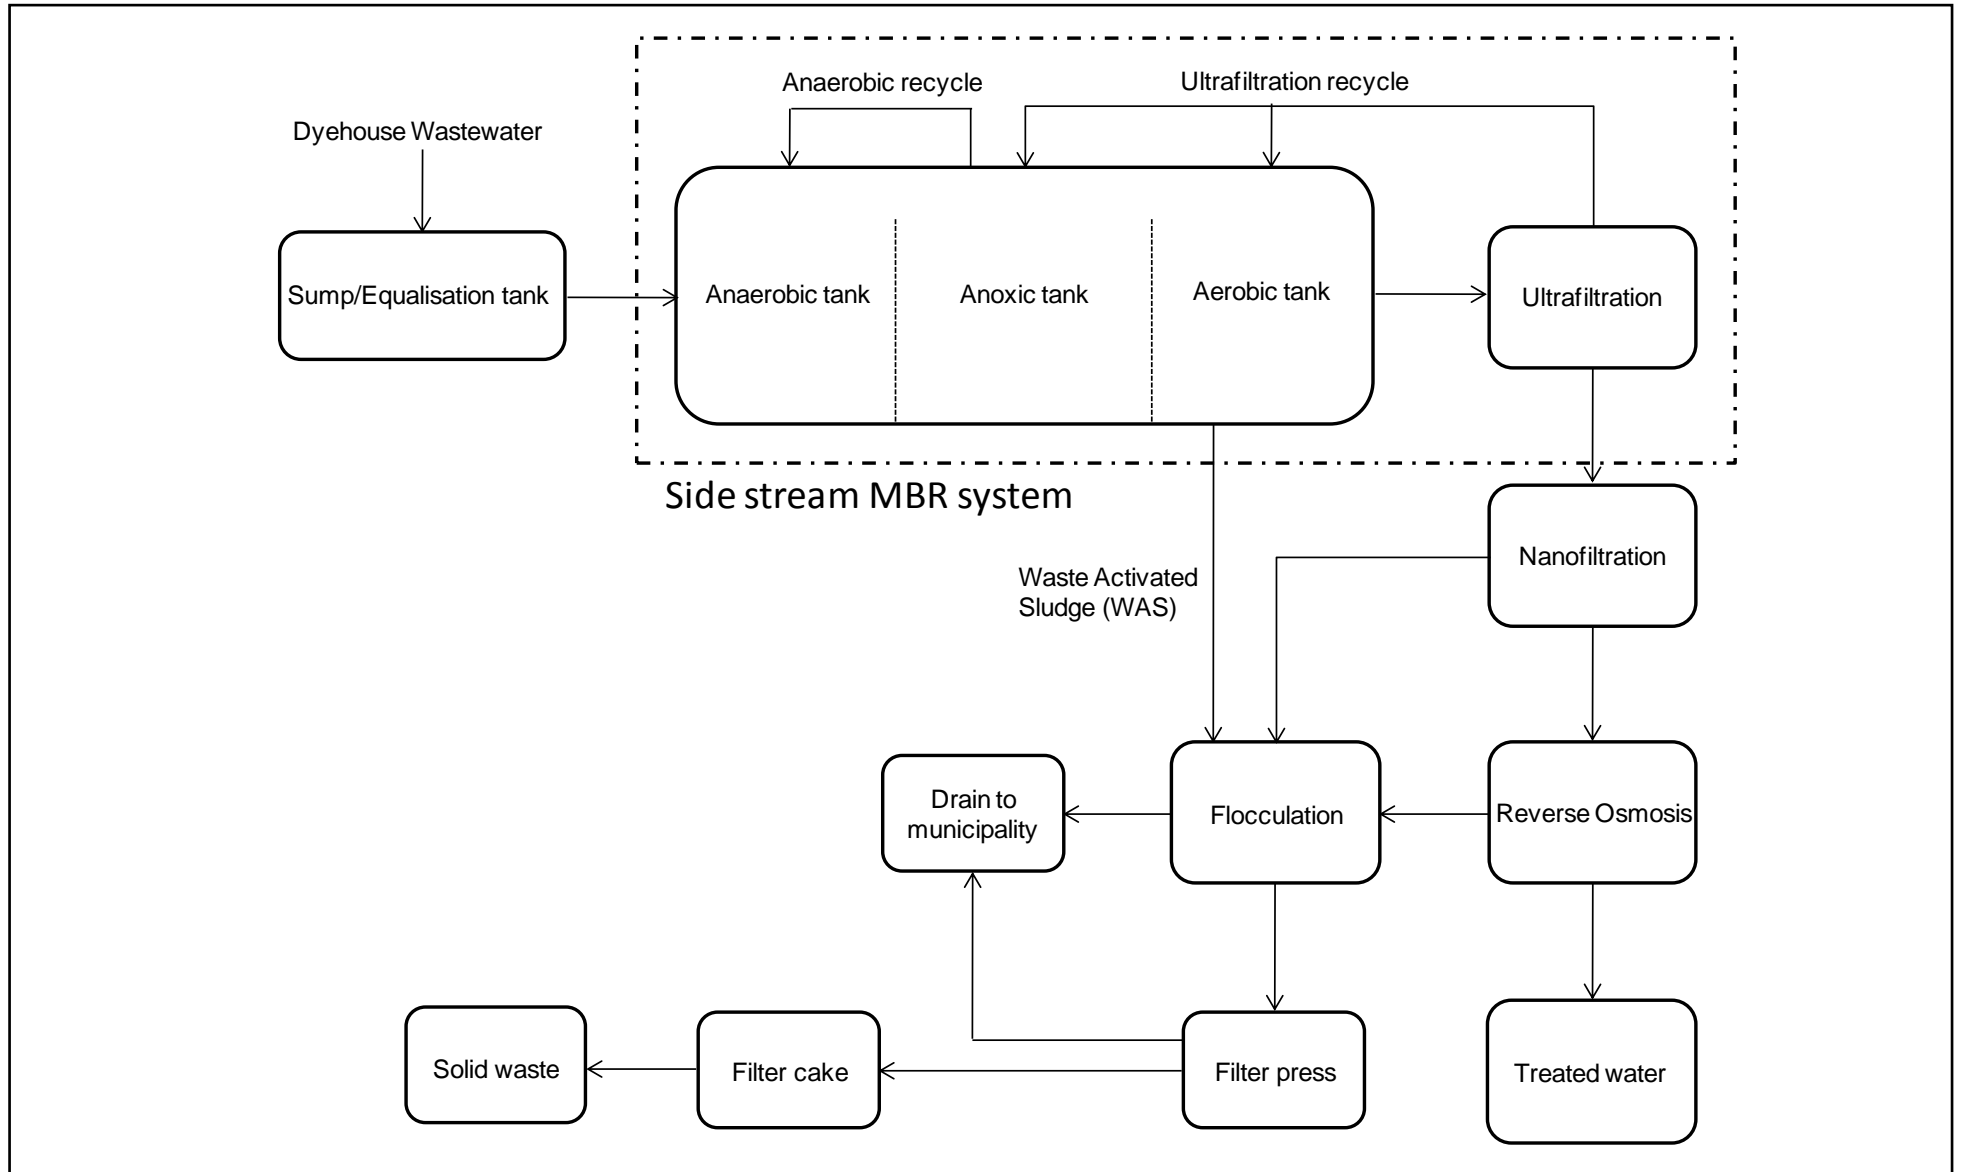 Anaerobic recycle
Ultrafiltration recycle
Dyehouse Wastewater
Sump/Equalisation tank
Anaerobic tank
Anoxic tank
Aerobic tank
Ultrafiltration
Side stream MBR system
Waste Activated
Sludge (WAS)
Nanofiltration
Drain to
municipality
Flocculation
Reverse Osmosis
Solid waste
Filter cake
Filter press
Treated water